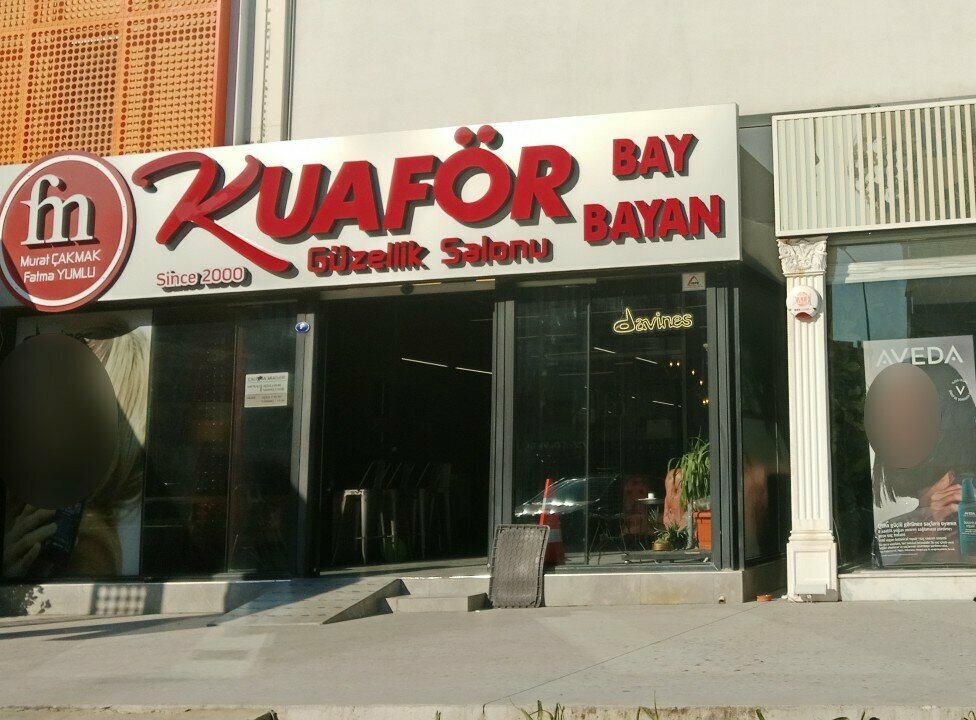 fm
Murat ÇAKMAK
Fatma YUMLU
KUAFÖR
Güzellik Salonu
Since 2000
BAY
BAYAN
davines
AVEDA